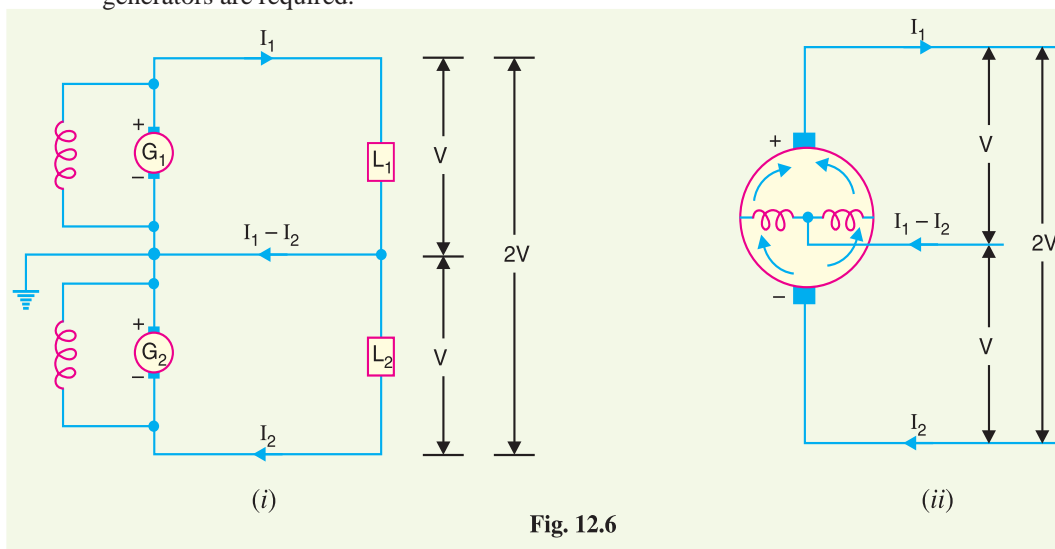 generators are required.
I1
+
G1
−
L1
V
I1 − I2
2V
+
G2
−
L2
V
I2
(i)
I1
+
V
I1 − I2
2V
−
V
I2
(ii)
Fig. 12.6